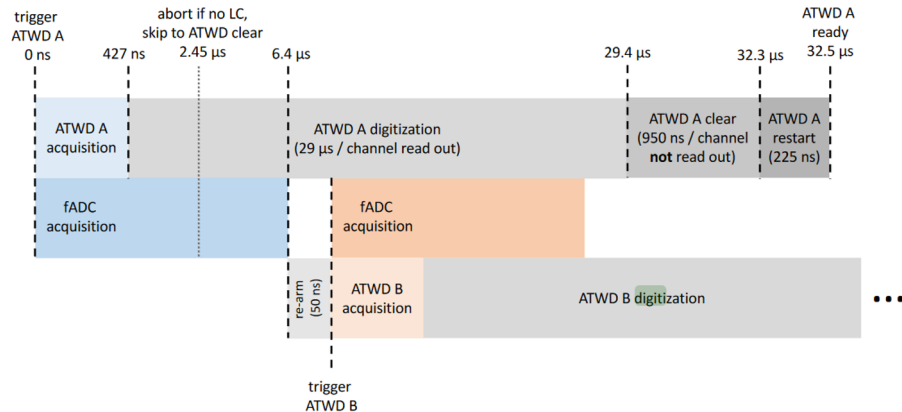 trigger
ATWD A
0 ns
427 ns
abort if no LC,
skip to ATWD clear
2.45 µs
6.4 µs
29.4 µs
32.3 µs
ATWD A
ready
32.5 µs
ATWD A
acquisition
ATWD A digitization
(29 µs / channel read out)
ATWD A clear
(950 ns / channel
not read out)
ATWD A
restart
(225 ns)
fADC
acquisition
fADC
acquisition
re-arm
(50 ns)
ATWD B
acquisition
ATWD B digitization
•••
trigger
ATWD B